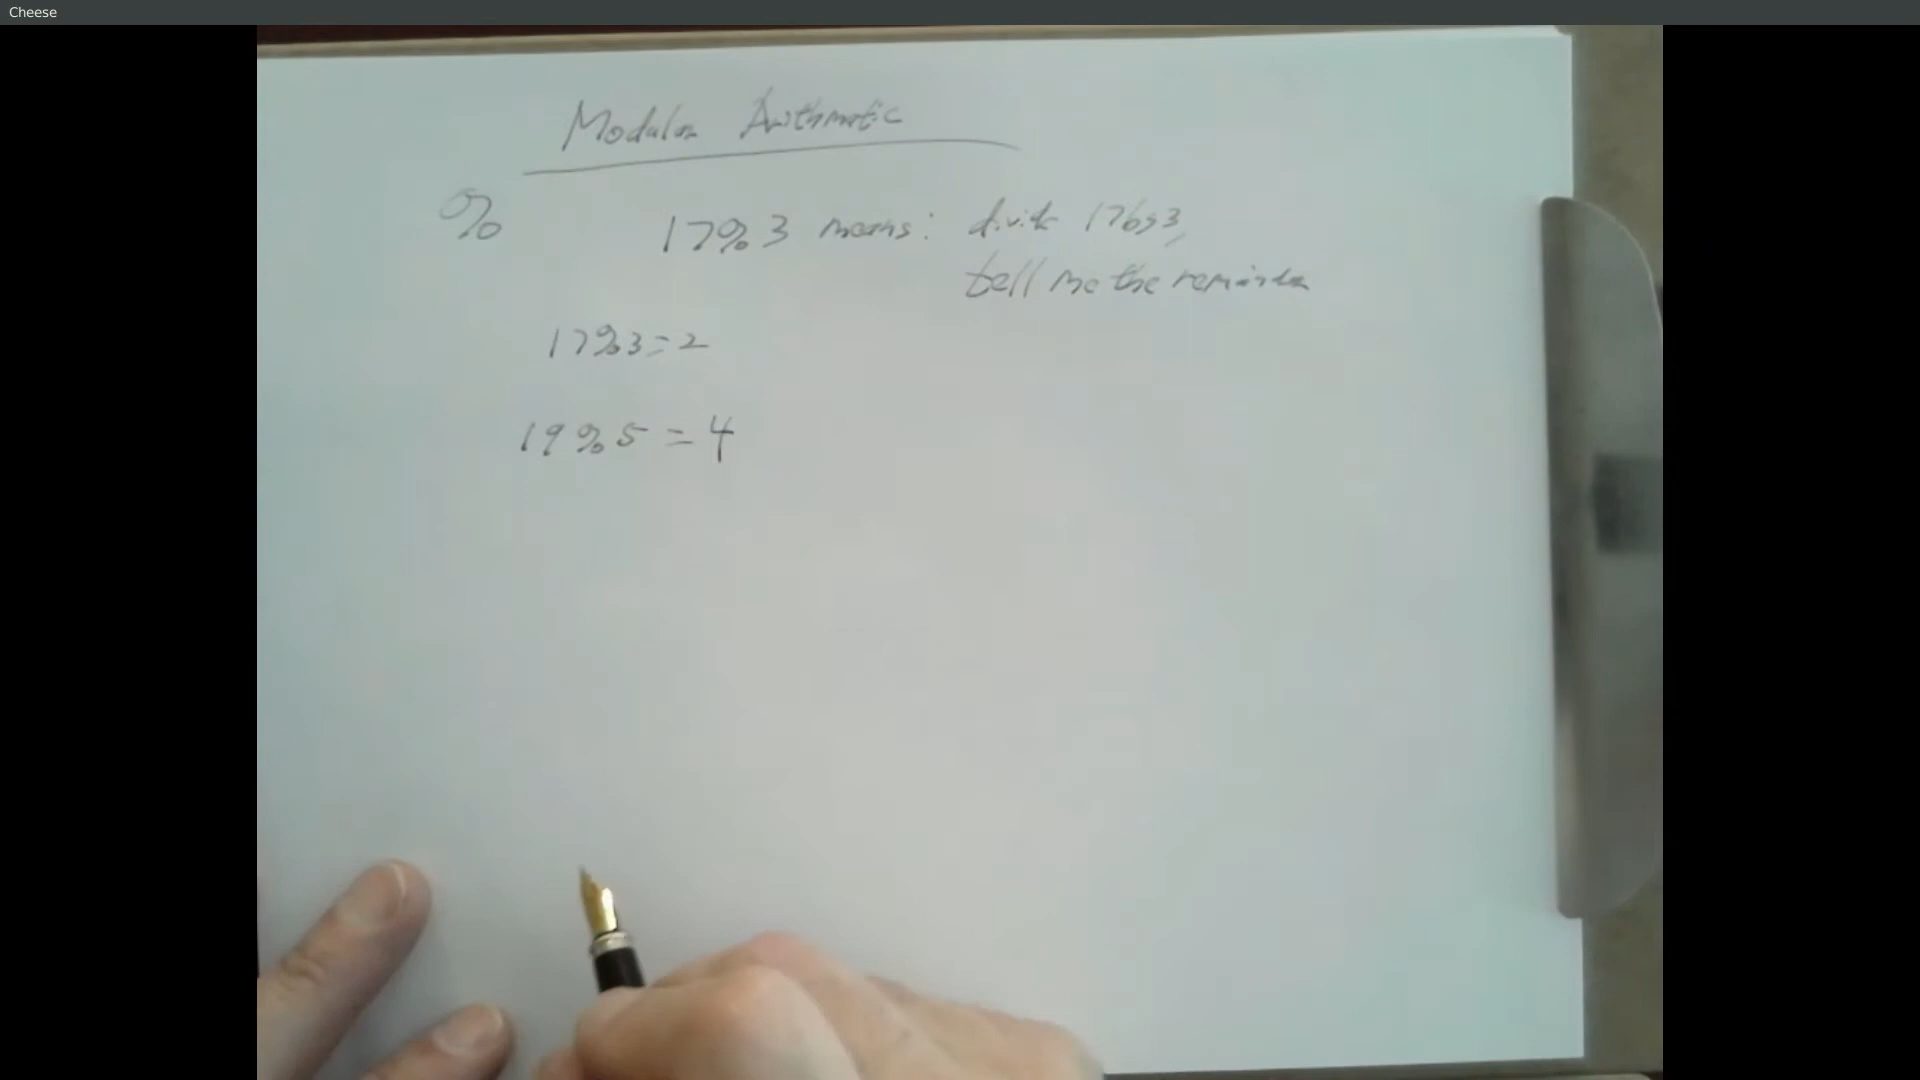 Cheese
Modular Arithmetic
% 17%3 means: divide 17 by 3,
tell me the remainder
17%3=2
19%5=4